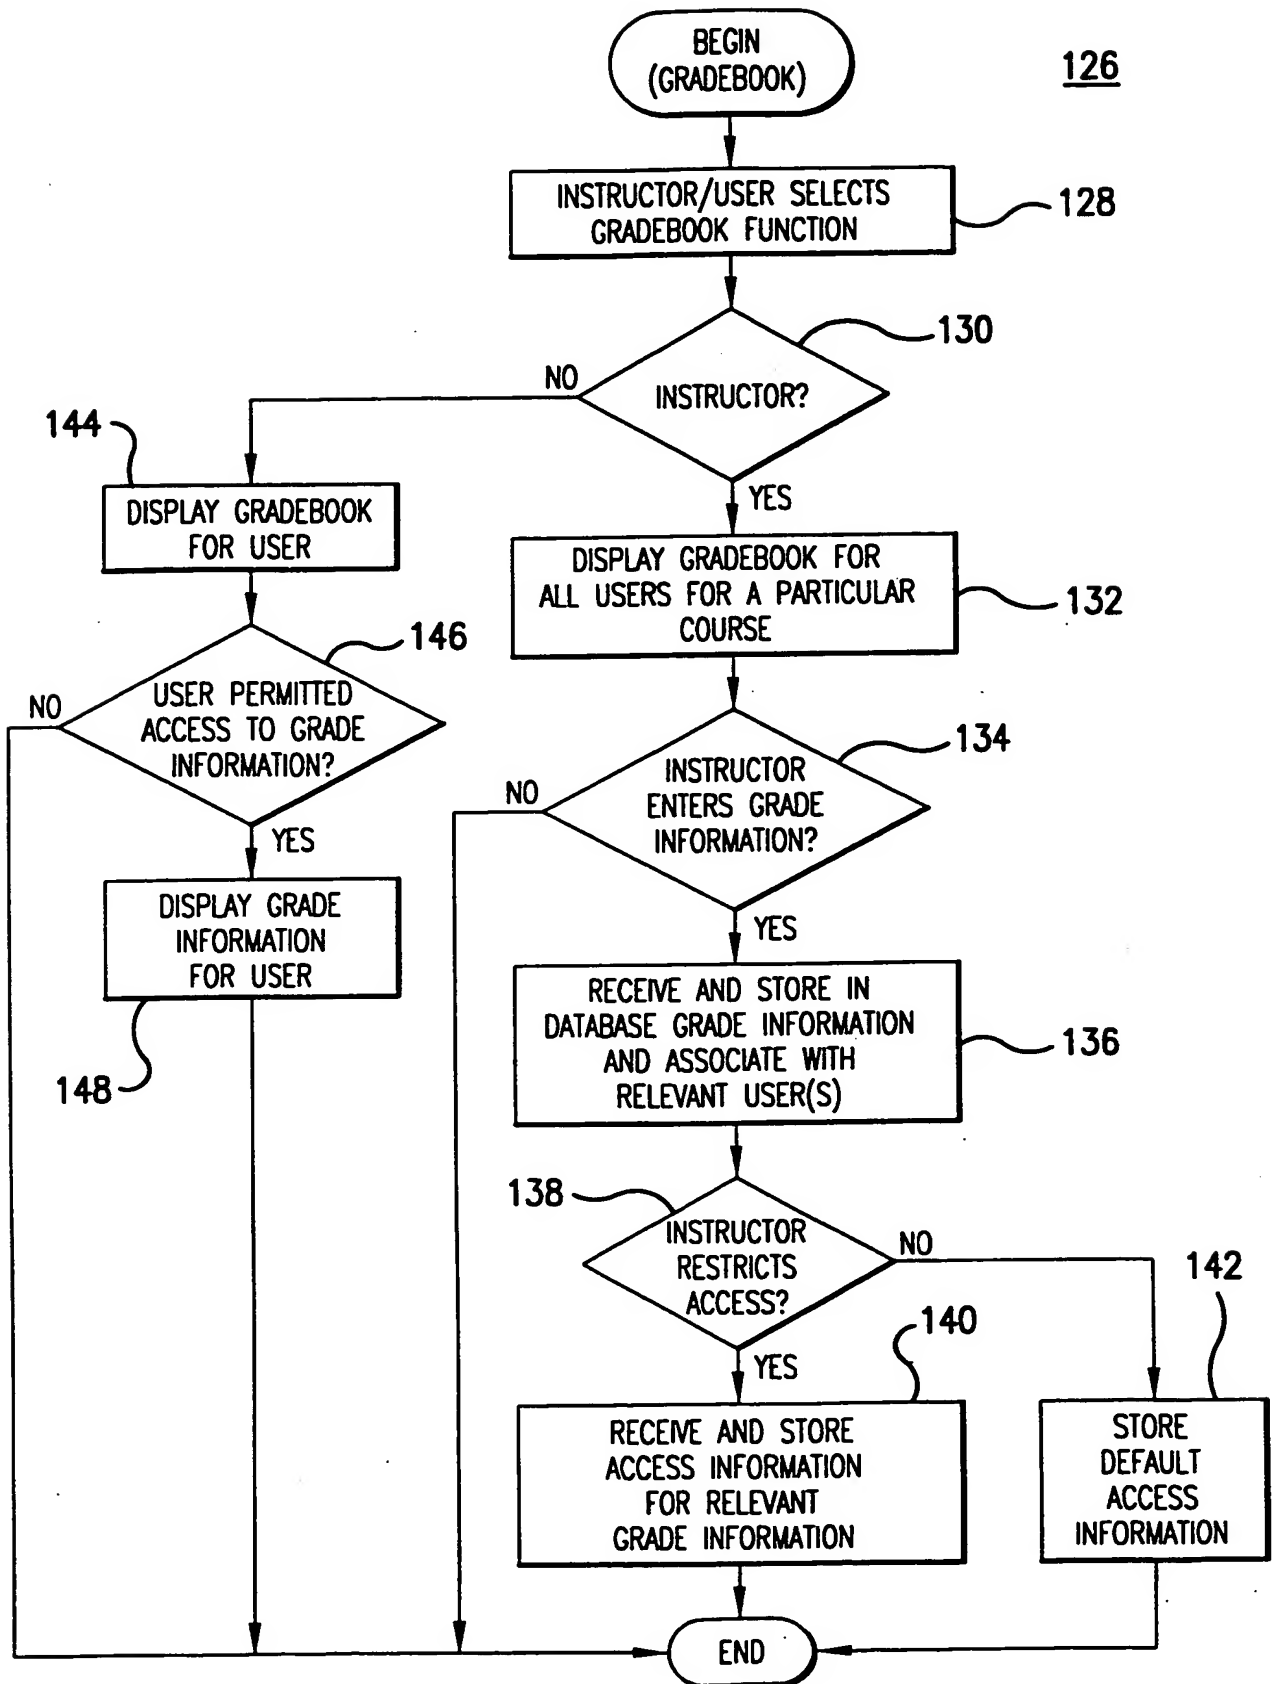 BEGIN
(GRADEBOOK)
126
INSTRUCTOR/USER SELECTS
GRADEBOOK FUNCTION
128
130
INSTRUCTOR?
NO
YES
144
DISPLAY GRADEBOOK
FOR USER
DISPLAY GRADEBOOK FOR
ALL USERS FOR A PARTICULAR
COURSE
132
146
USER PERMITTED
ACCESS TO GRADE
INFORMATION?
NO
YES
134
INSTRUCTOR
ENTERS GRADE
INFORMATION?
NO
YES
DISPLAY GRADE
INFORMATION
FOR USER
148
RECEIVE AND STORE IN
DATABASE GRADE INFORMATION
AND ASSOCIATE WITH
RELEVANT USER(S)
136
138
INSTRUCTOR
RESTRICTS
ACCESS?
NO
YES
142
140
RECEIVE AND STORE
ACCESS INFORMATION
FOR RELEVANT
GRADE INFORMATION
STORE
DEFAULT
ACCESS
INFORMATION
END